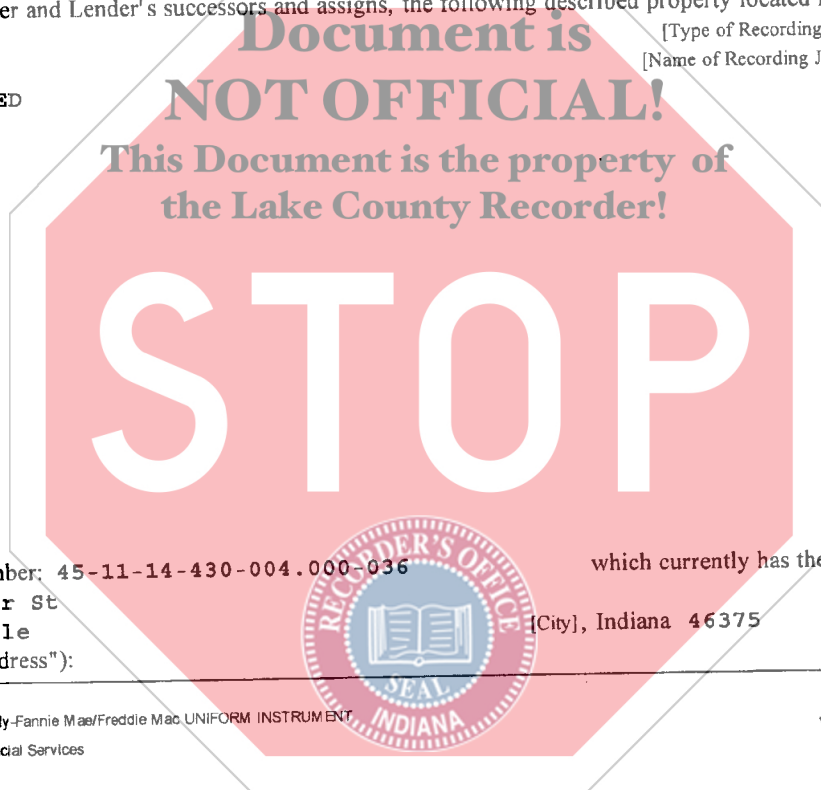 er and Lender's successors and assigns, the following described property located
[Type of Recording
[Name of Recording J
ED
Document is
NOT OFFICIAL!
This Document is the property of
the Lake County Recorder!
STOP
ber: 45-11-14-430-004.000-036
which currently has the
r St
le
[City], Indiana 46375
dress"):
RECORDER'S OFFICE
SEAL
INDIANA
ly-Fannie Mae/Freddie Mac UNIFORM INSTRUMENT
cial Services